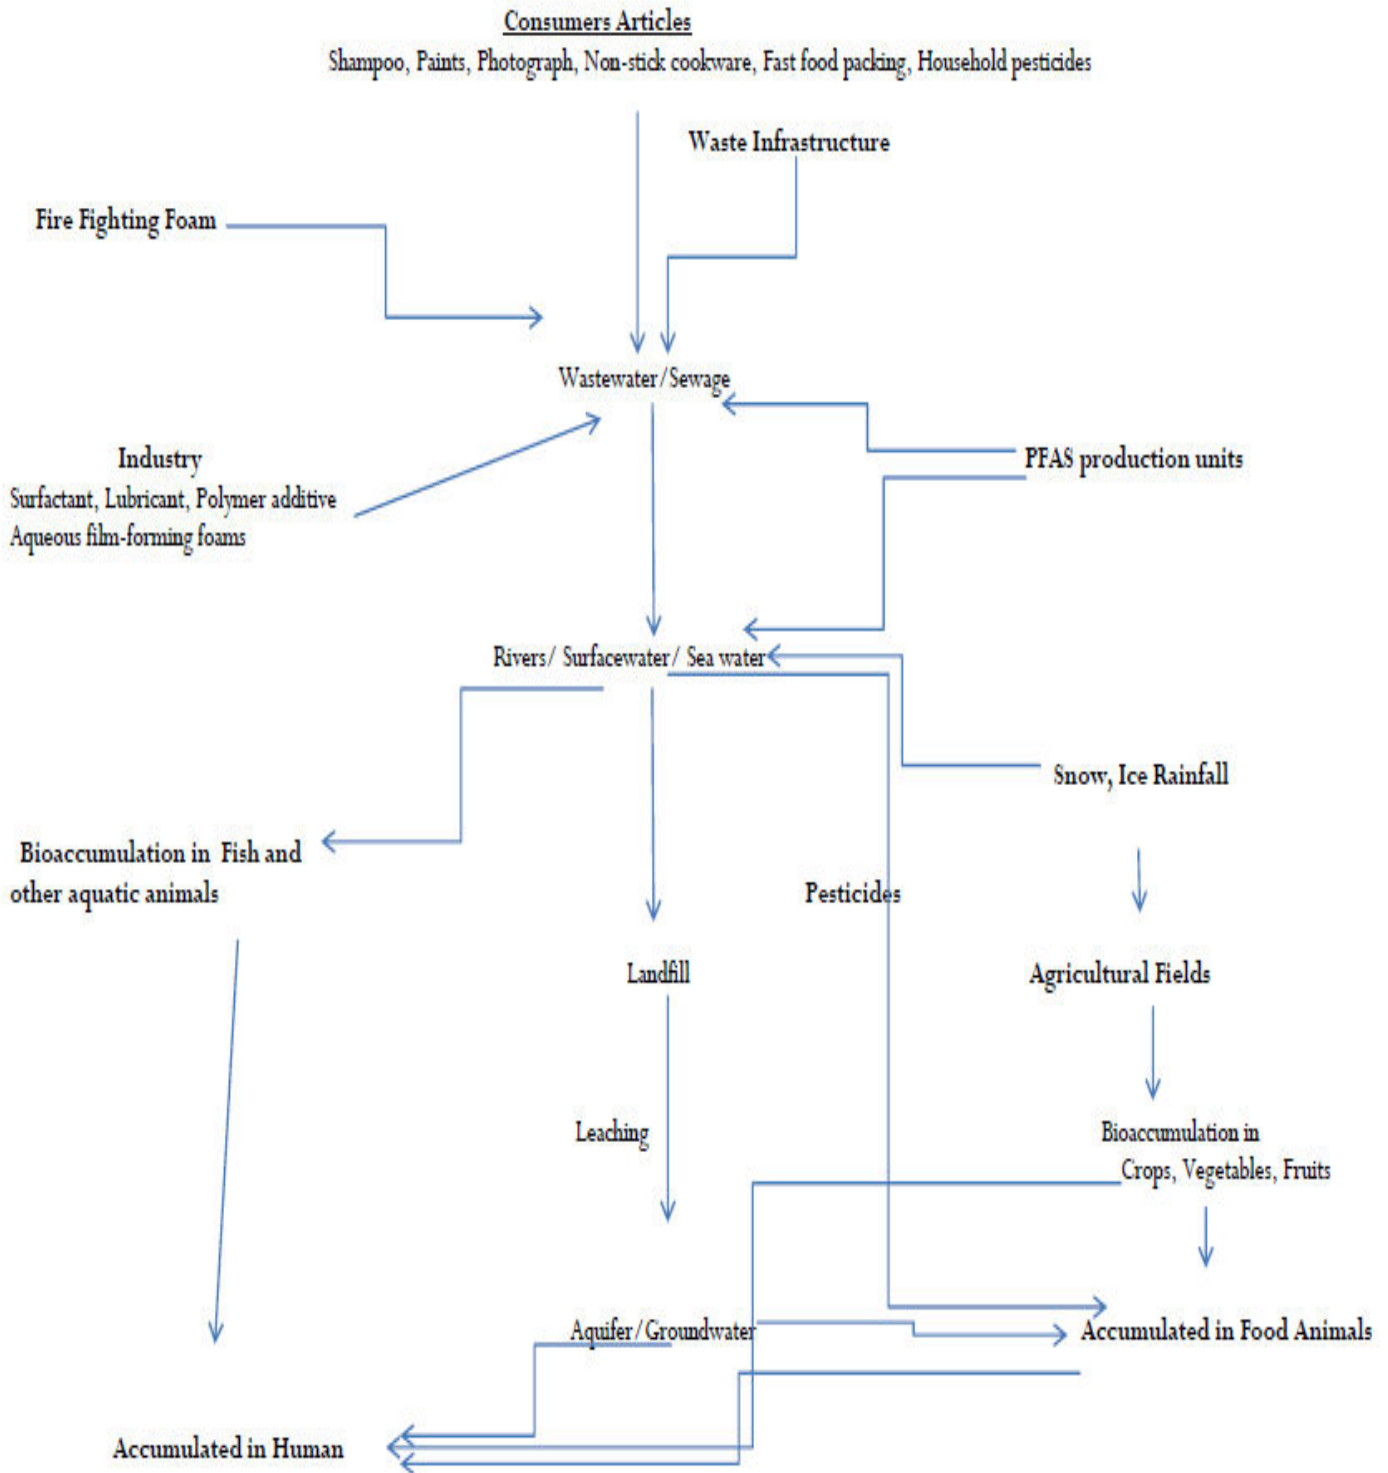 Consumers Articles
Shampoo, Paints, Photograph, Non-stick cookware, Fast food packing, Household pesticides
Waste Infrastructure
Fire Fighting Foam
Wastewater/Sewage
Industry
Surfactant, Lubricant, Polymer additive
Aqueous film-forming foams
PFAS production units
Rivers/ Surfacewater/ Sea water
Snow, Ice Rainfall
Bioaccumulation in Fish and
other aquatic animals
Pesticides
Landfill
Agricultural Fields
Leaching
Bioaccumulation in
Crops, Vegetables, Fruits
Aquifer/Groundwater
Accumulated in Food Animals
Accumulated in Human